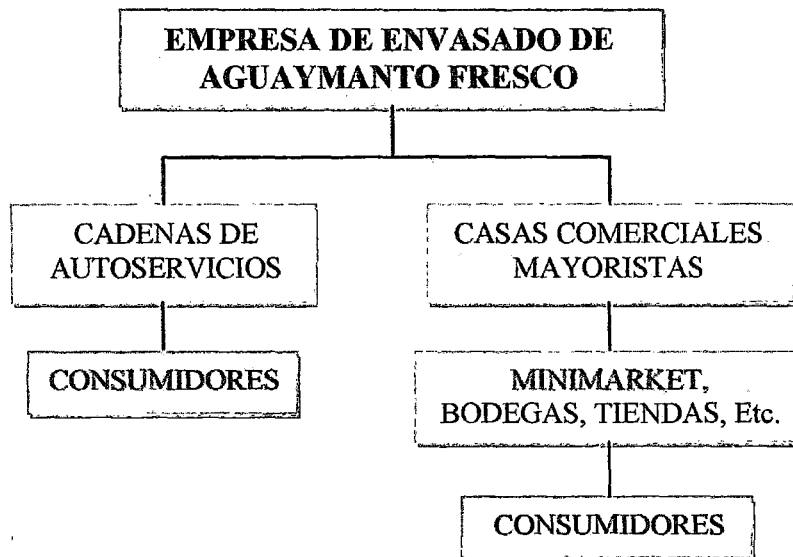 EMPRESA DE ENVASADO DE
AGUAYMANTO FRESCO
CADENAS DE
AUTOSERVICIOS
CASAS COMERCIALES
MAYORISTAS
CONSUMIDORES
MINIMARKET,
BODEGAS, TIENDAS, Etc.
CONSUMIDORES